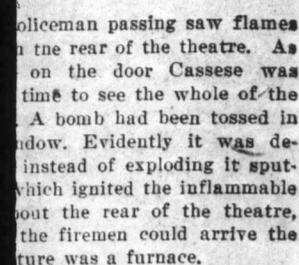 oliceman passing saw flames
n tne rear of the theatre. As
on the door Cassese was
time to see the whole of the
A bomb had been tossed in
ndow. Evidently it was de-
instead of exploding it sput-
which ignited the inflammable
bout the rear of the theatre,
the firemen could arrive the
ture was a furnace.